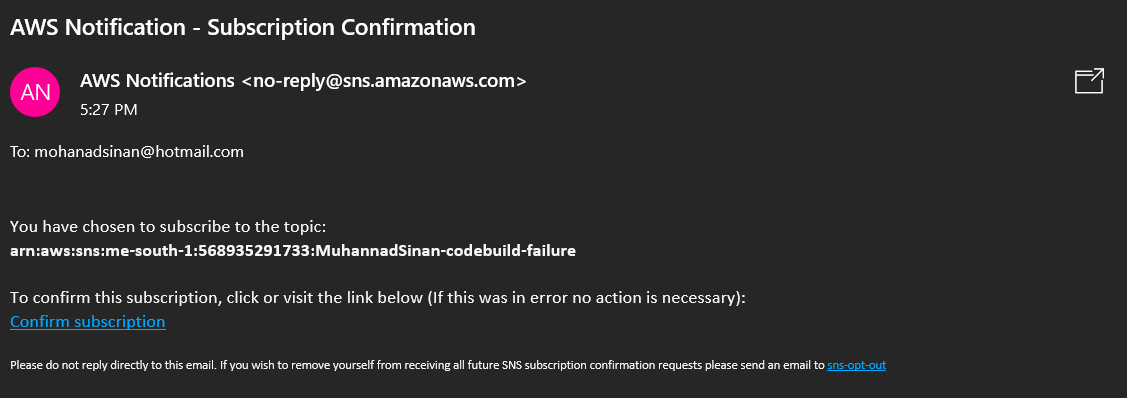 AWS Notification - Subscription Confirmation
AN
AWS Notifications <no-reply@sns.amazonaws.com>
5:27 PM
To: mohanadsinan@hotmail.com
You have chosen to subscribe to the topic:
arn:aws:sns:me-south-1:568935291733:MuhannadSinan-codebuild-failure
To confirm this subscription, click or visit the link below (If this was in error no action is necessary):
Confirm subscription
Please do not reply directly to this email. If you wish to remove yourself from receiving all future SNS subscription confirmation requests please send an email to sns-opt-out